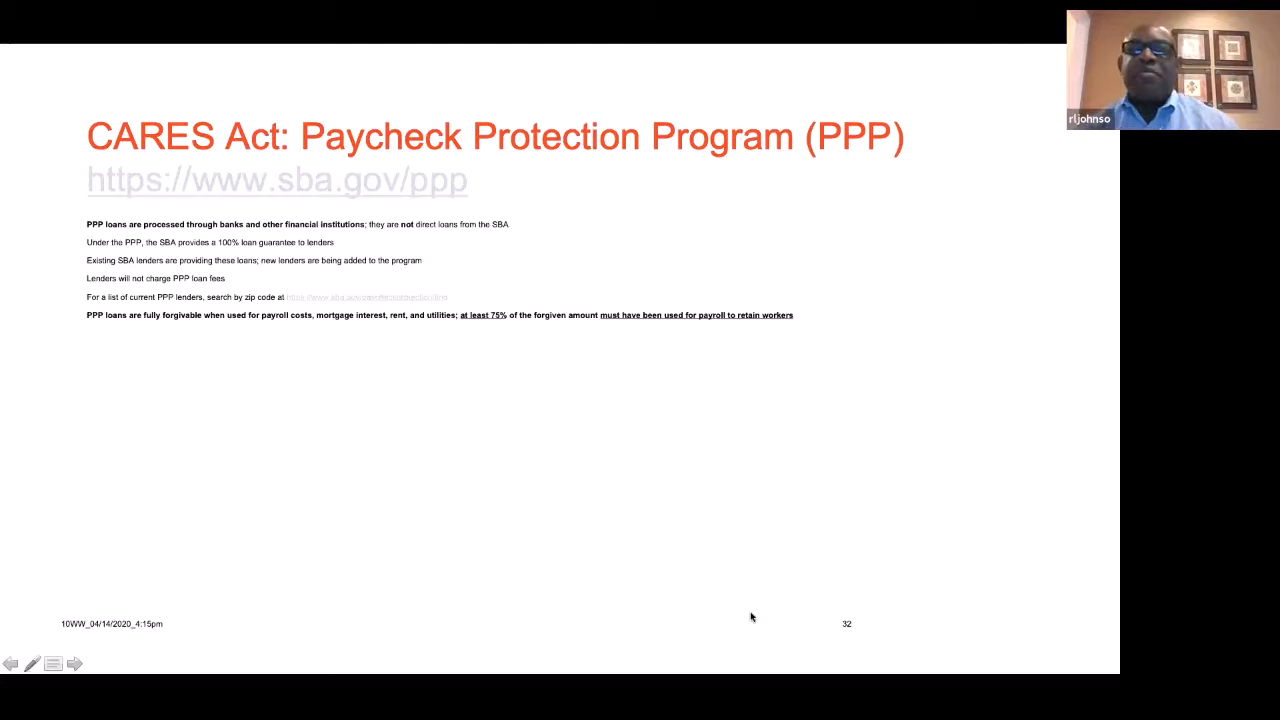 CARES Act: Paycheck Protection Program (PPP)
https://www.sba.gov/ppp
PPP loans are processed through banks and other financial institutions; they are not direct loans from the SBA
Under the PPP, the SBA provides a 100% loan guarantee to lenders
Existing SBA lenders are providing these loans; new lenders are being added to the program
Lenders will not charge PPP loan fees
For a list of current PPP lenders, search by zip code at
PPP loans are fully forgivable when used for payroll costs, mortgage interest, rent, and utilities; at least 75% of the forgiven amount must have been used for payroll to retain workers
10WW_04/14/2020_4:15pm
32
rljohnso